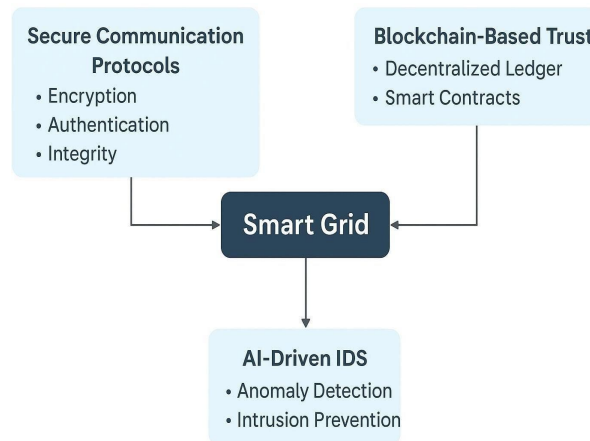 Secure Communication
Protocols
• Encryption
• Authentication
• Integrity
Blockchain-Based Trust
• Decentralized Ledger
• Smart Contracts
Smart Grid
AI-Driven IDS
• Anomaly Detection
• Intrusion Prevention